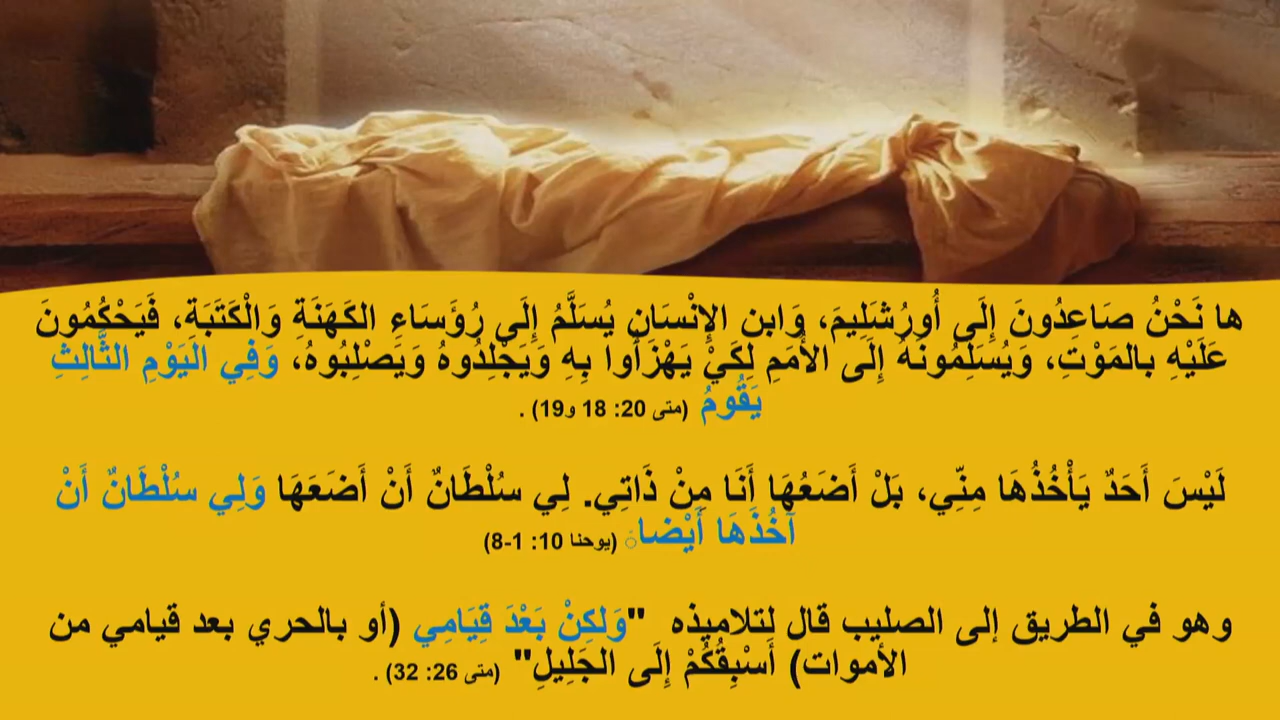 ها نَحْنُ صَاعِدُونَ إِلَى أُورُشَلِيمَ، وَابن الإِنْسَانِ يُسَلَّمُ إِلَى رُؤَسَاءِ الكَهَنَةِ وَالْكَتَبَةِ، فَيَحْكُمُونَ
عَلَيْهِ بالمَوْتِ، وَيُسَلِّمُونَهُ إِلَى الأُمَمِ لِكَيْ يَهْزَأُوا بِهِ وَيَجْلِدُوهُ وَيَصْلِبُوهُ، وَفِي اليَوْمِ الثَّالِثِ
يَقُومُ (متى 20: 18 و19) .
لَيْسَ أَحَدٌ يَأْخُذُهَا مِنِّي، بَلْ أَضَعُهَا أَنَا مِنْ ذَاتِي. لِي سُلْطَانٌ أَنْ أَضَعَهَا وَلِي سُلْطَانٌ أَنْ
آخُذَهَا أَيْضاً (يوحنا 10: 1-8)
وهو في الطريق إلى الصليب قال لتلاميذه "وَلكِنْ بَعْدَ قِيَامِي (أو بالحري بعد قيامي من
الأموات) أَسْبِقُكُمْ إِلَى الجَلِيلِ" (متى 26: 32) .